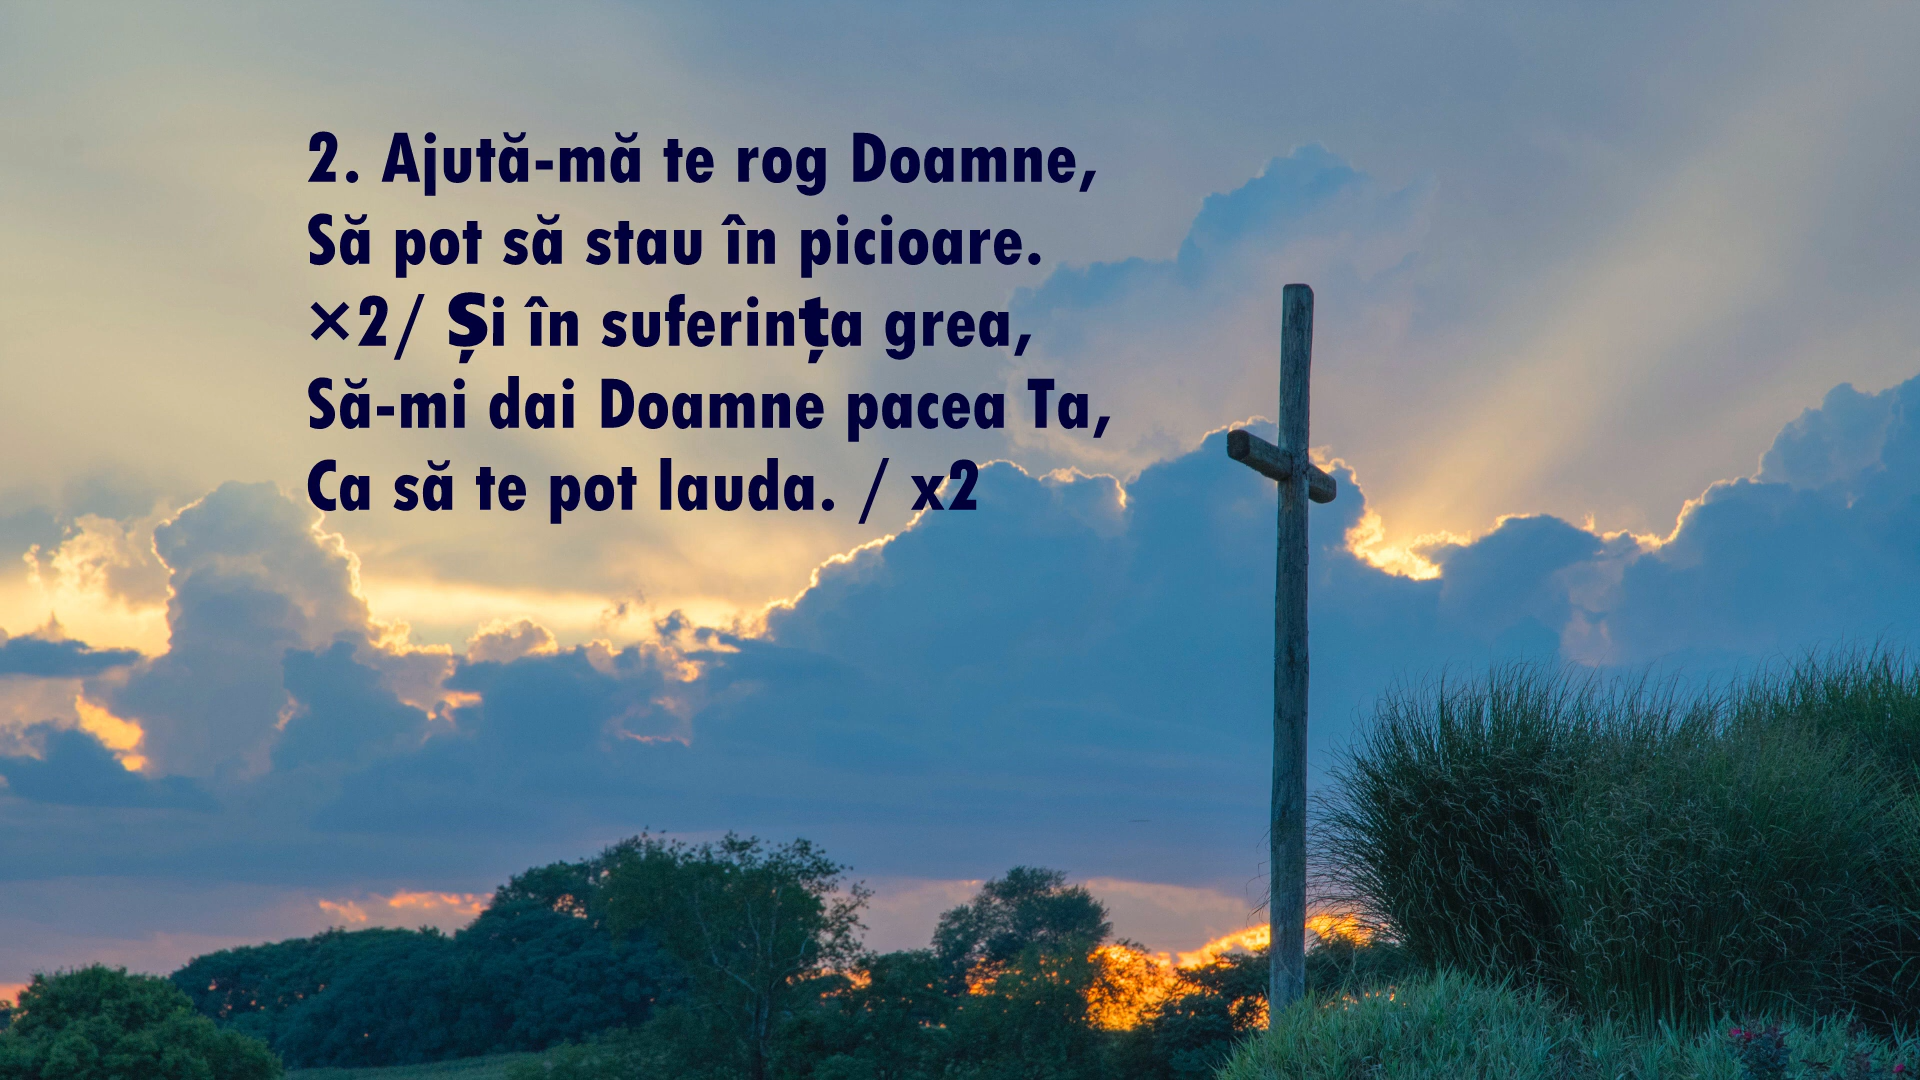 2. Ajută-mă te rog Doamne,
Să pot să stau în picioare.
×2/ Și în suferința grea,
Să-mi dai Doamne pacea Ta,
Ca să te pot lauda. / x2